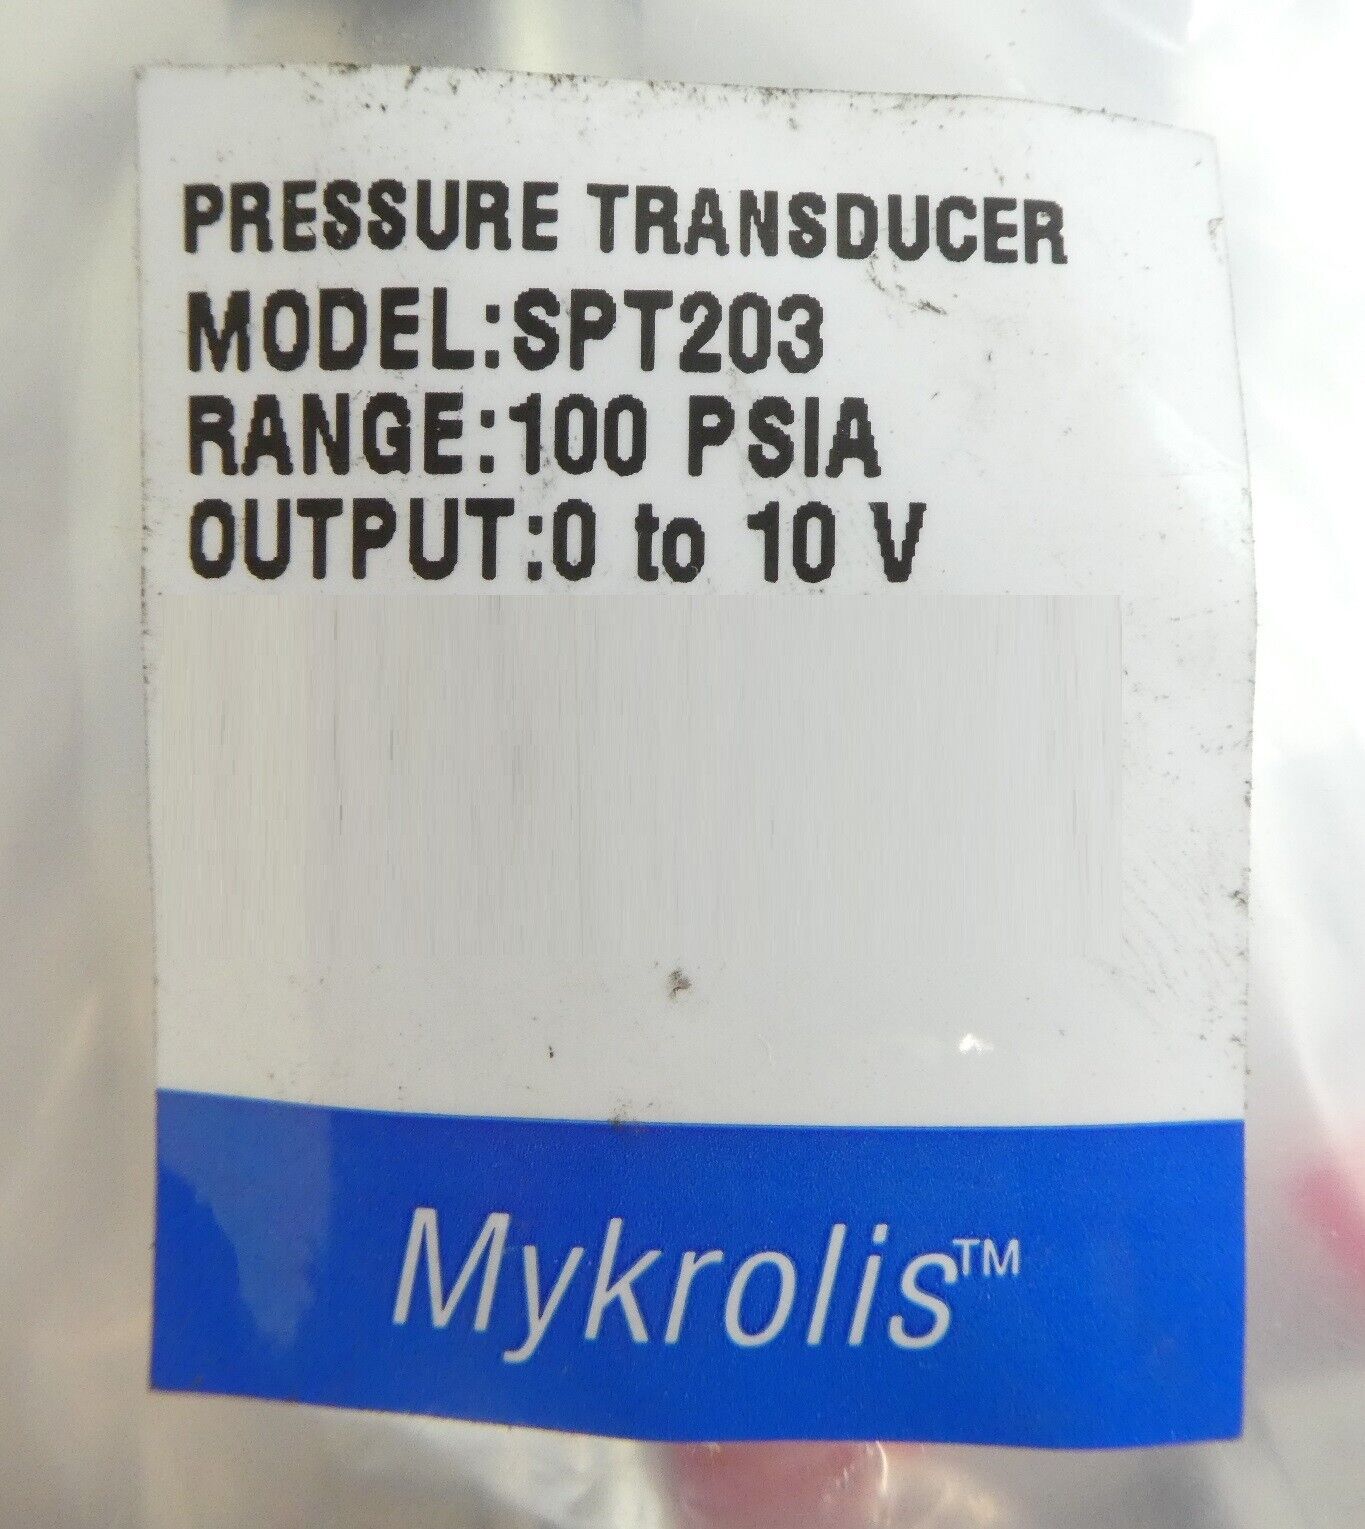 PRESSURE TRANSDUCER
MODEL:SPT203
RANGE:100 PSIA
OUTPUT:0 to 10 V
Mykrolis™